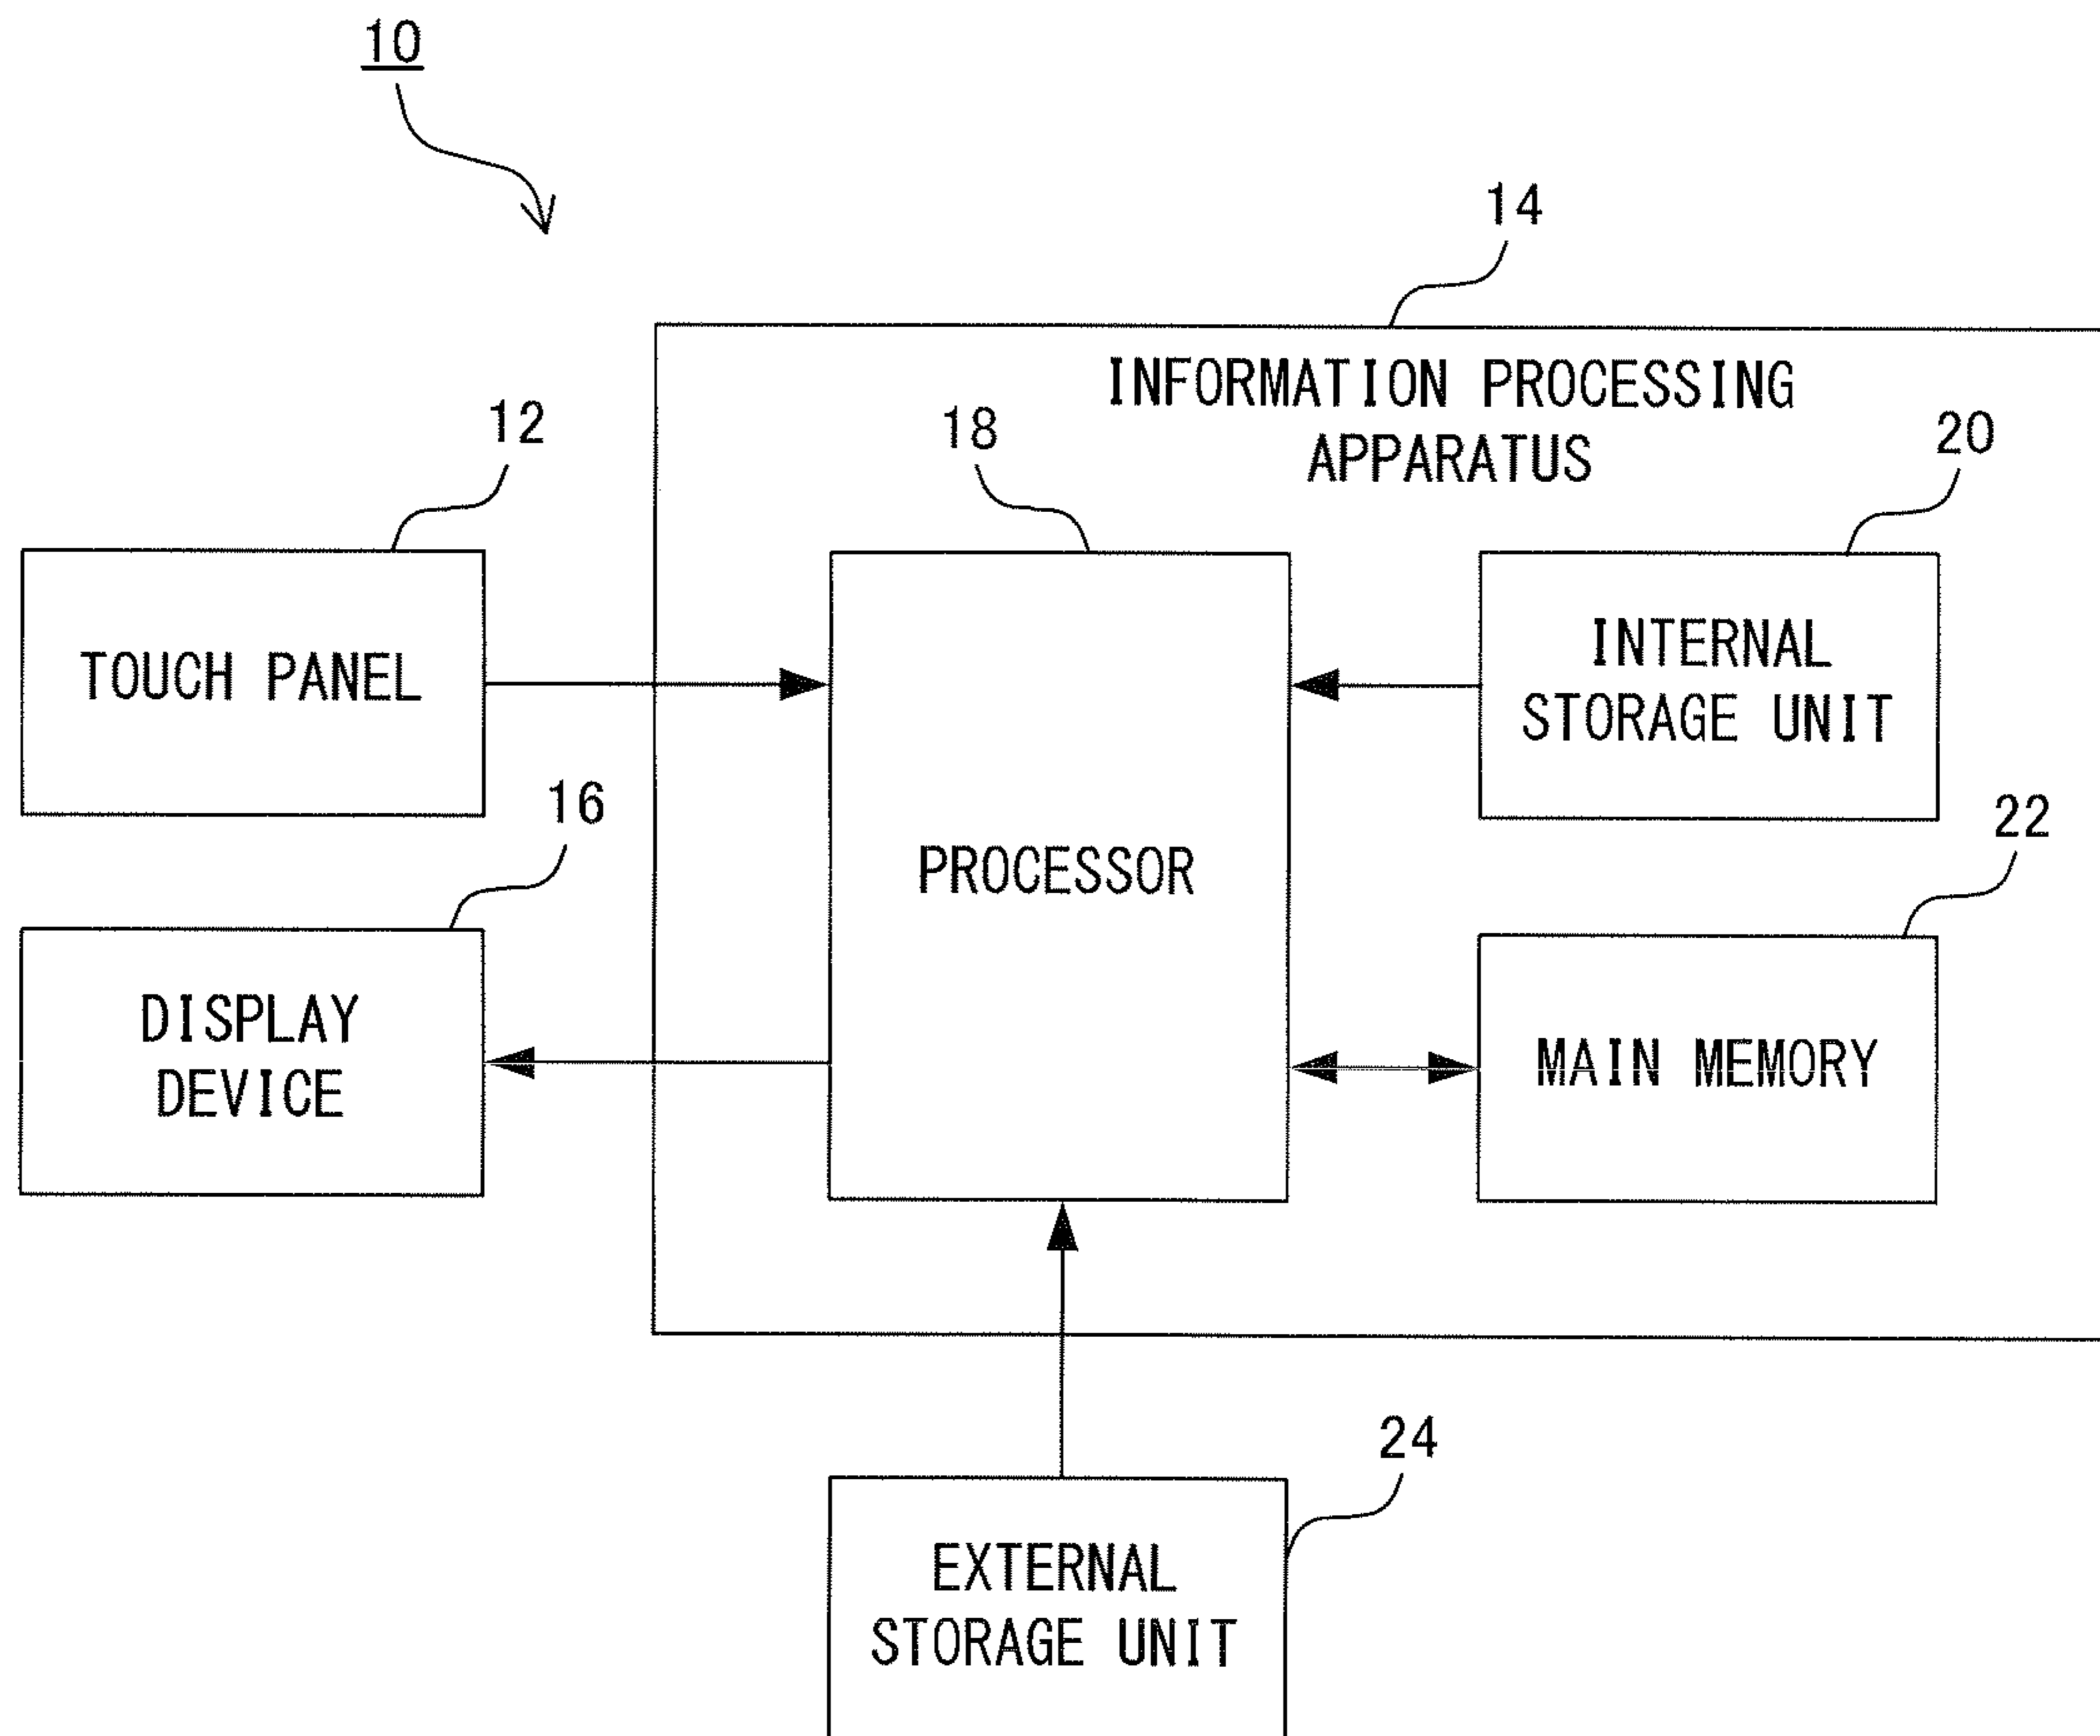 10
14
INFORMATION PROCESSING
APPARATUS
12
18
20
TOUCH PANEL
INTERNAL
STORAGE UNIT
16
22
PROCESSOR
DISPLAY
DEVICE
MAIN MEMORY
24
EXTERNAL
STORAGE UNIT